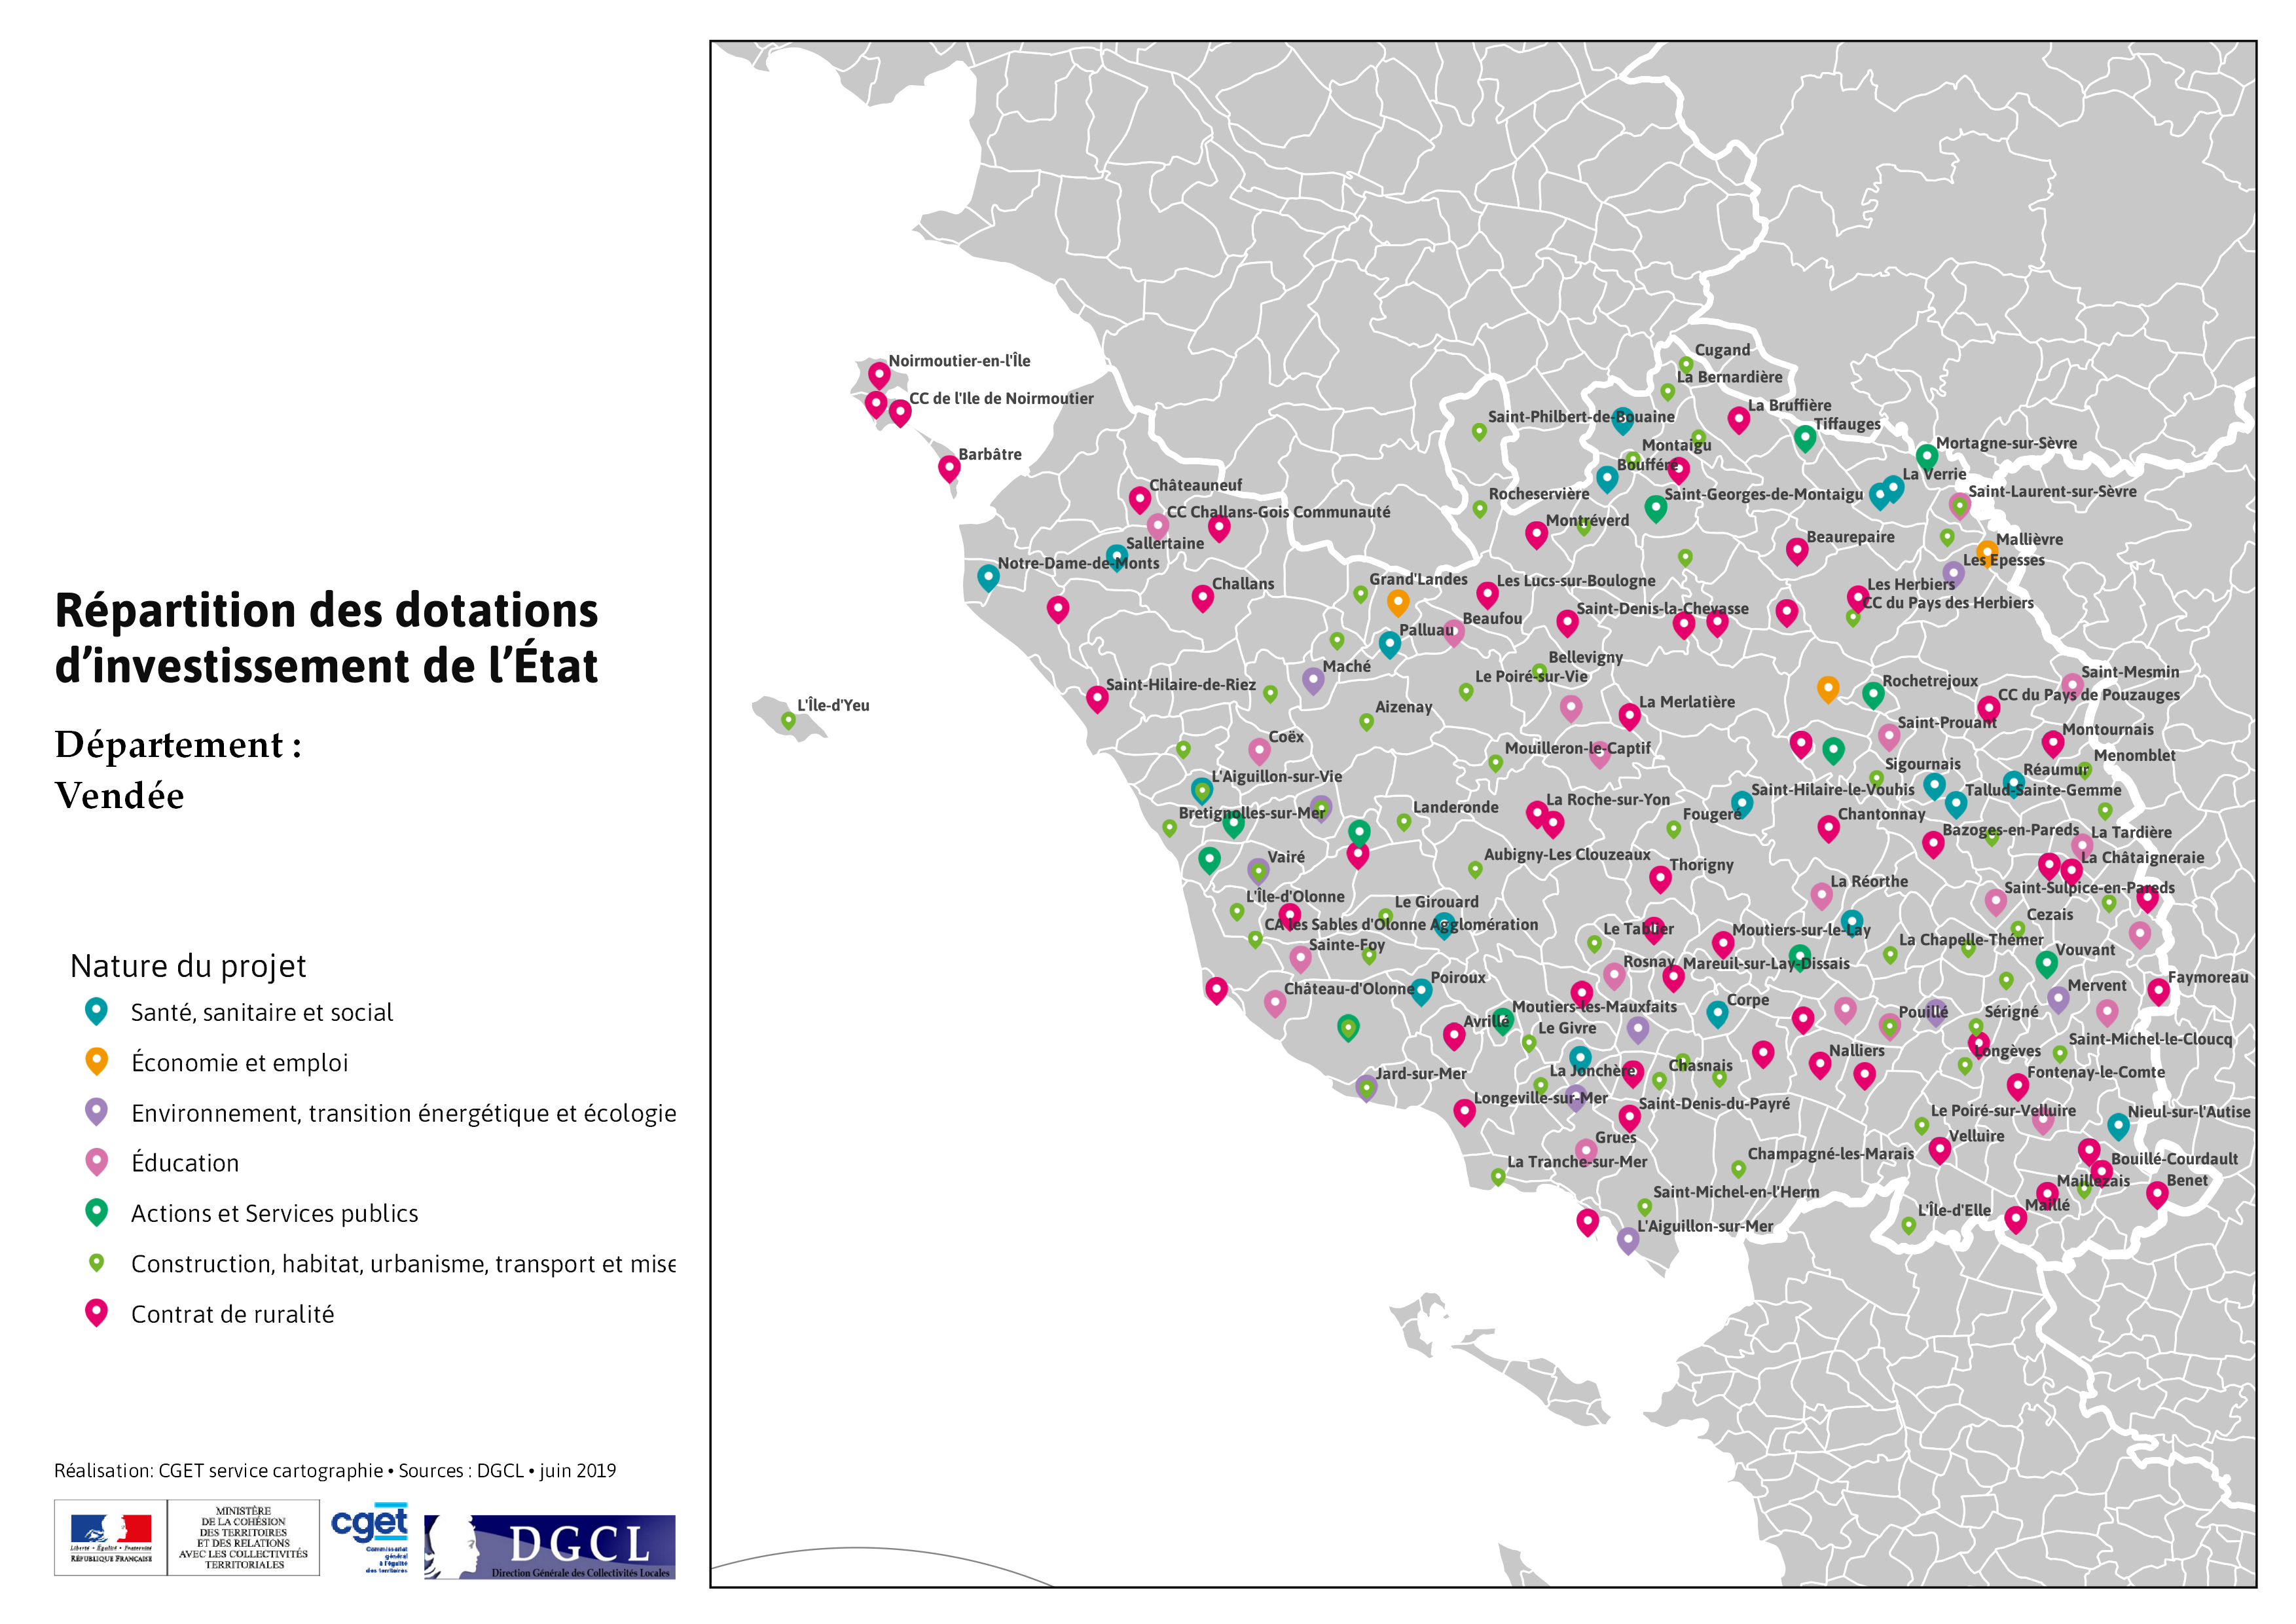 Répartition des dotations
d’investissement de l’État
Département :
Vendée
Nature du projet
Santé, sanitaire et social
Économie et emploi
Environnement, transition énergétique et écologie
Éducation
Actions et Services publics
Construction, habitat, urbanisme, transport et mise
Contrat de ruralité
Réalisation: CGET service cartographie • Sources : DGCL • juin 2019
Liberté • Égalité • Fraternité
RÉPUBLIQUE FRANÇAISE
MINISTÈRE
DE LA COHÉSION
DES TERRITOIRES
ET DES RELATIONS
AVEC LES COLLECTIVITÉS
TERRITORIALES
cget
Commissariat
général
à l'égalité
des territoires
DGCL
Direction Générale des Collectivités Locales
Noirmoutier-en-l'Île
CC de l'Ile de Noirmoutier
Barbâtre
Cugand
La Bernardière
La Bruffière
Saint-Philbert-de-Bouaine
Tiffauges
Mortagne-sur-Sèvre
Montaigu
Boufféré
La Verrie
Châteauneuf
Rocheservière
Saint-Georges-de-Montaigu
Saint-Laurent-sur-Sèvre
CC Challans-Gois Communauté
Montréverd
Sallertaine
Beaurepaire
Mallièvre
Notre-Dame-de-Monts
Les Epesses
Challans
Grand'Landes
Les Lucs-sur-Boulogne
Les Herbiers
CC du Pays des Herbiers
Saint-Denis-la-Chevasse
Beaufou
Palluau
Bellevigny
Maché
Le Poiré-sur-Vie
Saint-Mesmin
Saint-Hilaire-de-Riez
Rochetrejoux
CC du Pays de Pouzauges
L'Île-d'Yeu
Aizenay
La Merlatière
Saint-Prouant
Montournais
Coëx
Mouilleron-le-Captif
Menomblet
Sigournais
Réaumur
L'Aiguillon-sur-Vie
Saint-Hilaire-le-Vouhis
Tallud-Sainte-Gemme
La Roche-sur-Yon
Bretignolles-sur-Mer
Landeronde
Fougeré
Chantonnay
Bazoges-en-Pareds
La Tardière
Vairé
Aubigny-Les Clouzeaux
La Châtaigneraie
Thorigny
La Réorthe
Saint-Sulpice-en-Pareds
L'Île-d'Olonne
Le Girouard
Cezais
CA les Sables d'Olonne Agglomération
Le Tablier
Moutiers-sur-le-Lay
La Chapelle-Thémer
Sainte-Foy
Vouvant
Rosnay
Mareuil-sur-Lay-Dissais
Poiroux
Faymoreau
Château-d'Olonne
Mervent
Corpe
Moutiers-les-Mauxfaits
Pouillé
Sérigné
Avrillé
Le Givre
Saint-Michel-le-Cloucq
Nalliers
Longèves
Chasnais
Jard-sur-Mer
La Jonchère
Fontenay-le-Comte
Longeville-sur-Mer
Saint-Denis-du-Payré
Le Poiré-sur-Velluire
Nieul-sur-l'Autise
Grues
Velluire
Champagné-les-Marais
Bouillé-Courdault
La Tranche-sur-Mer
Maillezais
Benet
Saint-Michel-en-l'Herm
Maillé
L'Île-d'Elle
L'Aiguillon-sur-Mer